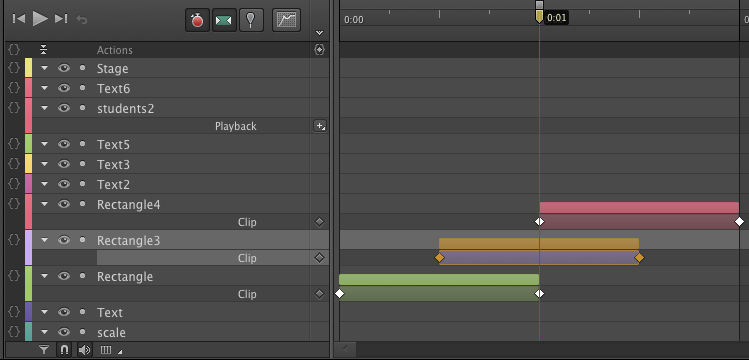 0:00
0:01
0
Actions
Stage
Text6
students2
Playback
Text5
Text3
Text2
Rectangle4
Clip
Rectangle3
Clip
Rectangle
Clip
Text
scale